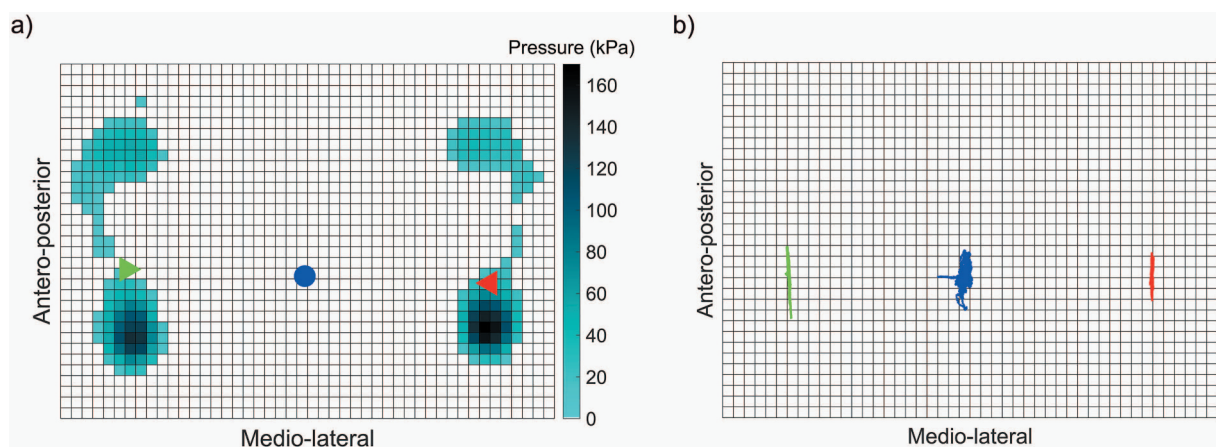 a)
Pressure (kPa)
160
140
120
100
80
60
40
20
0
Antero-posterior
Medio-lateral
b)
Antero-posterior
Medio-lateral